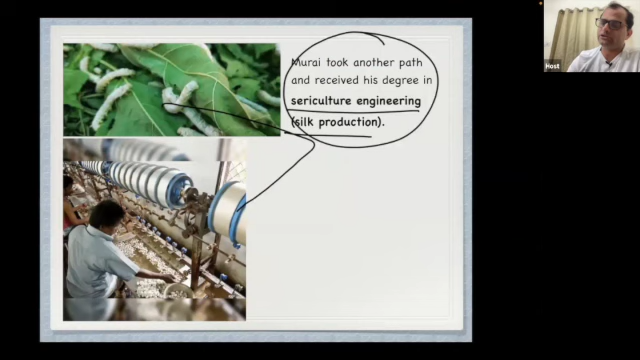 Murai took another path
and received his degree in
sericulture engineering
(silk production).
Host